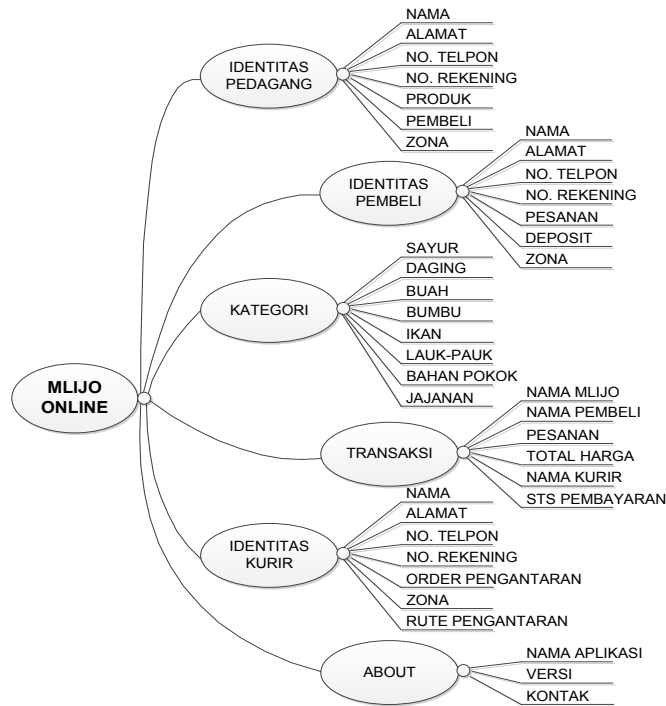 MLIJO
ONLINE
IDENTITAS
PEDAGANG
NAMA
ALAMAT
NO. TELPON
NO. REKENING
PRODUK
PEMBELI
ZONA
IDENTITAS
PEMBELI
NAMA
ALAMAT
NO. TELPON
NO. REKENING
PESANAN
DEPOSIT
ZONA
KATEGORI
SAYUR
DAGING
BUAH
BUMBU
IKAN
LAUK-PAUK
BAHAN POKOK
JAJANAN
TRANSAKSI
NAMA MLIJO
NAMA PEMBELI
PESANAN
TOTAL HARGA
NAMA KURIR
STS PEMBAYARAN
IDENTITAS
KURIR
NAMA
ALAMAT
NO. TELPON
NO. REKENING
ORDER PENGANTARAN
ZONA
RUTE PENGANTARAN
ABOUT
NAMA APLIKASI
VERSI
KONTAK